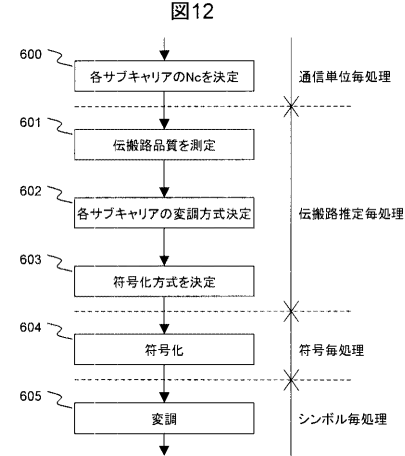 図12
600
各サブキャリアのNcを決定
通信単位毎処理
601
伝搬路品質を測定
602
各サブキャリアの変調方式決定
伝搬路推定毎処理
603
符号化方式を決定
604
符号化
符号毎処理
605
変調
シンボル毎処理